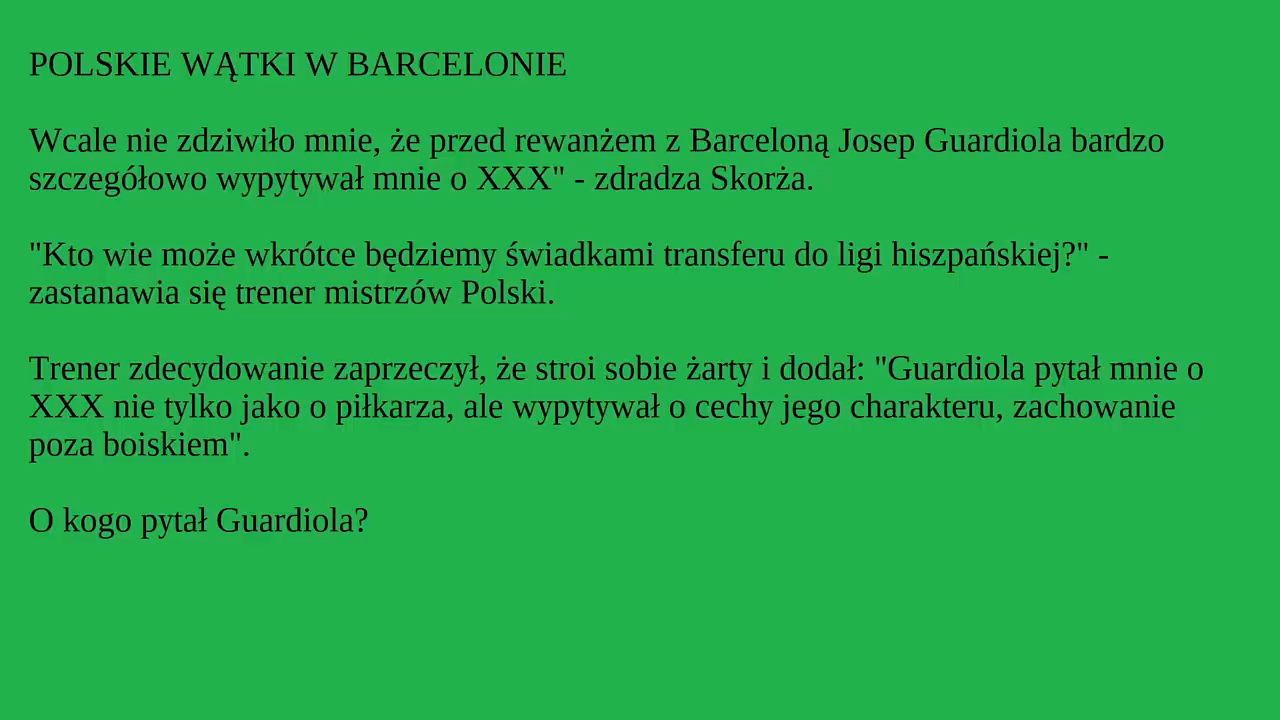 POLSKIE WĄTKI W BARCELONIE
Wcale nie zdziwiło mnie, że przed rewanżem z Barceloną Josep Guardiola bardzo
szczegółowo wypytywał mnie o XXX" - zdradza Skorża.
"Kto wie może wkrótce będziemy świadkami transferu do ligi hiszpańskiej?" -
zastanawia się trener mistrzów Polski.
Trener zdecydowanie zaprzeczył, że stroi sobie żarty i dodał: "Guardiola pytał mnie o
XXX nie tylko jako o piłkarza, ale wypytywał o cechy jego charakteru, zachowanie
poza boiskiem".
O kogo pytał Guardiola?